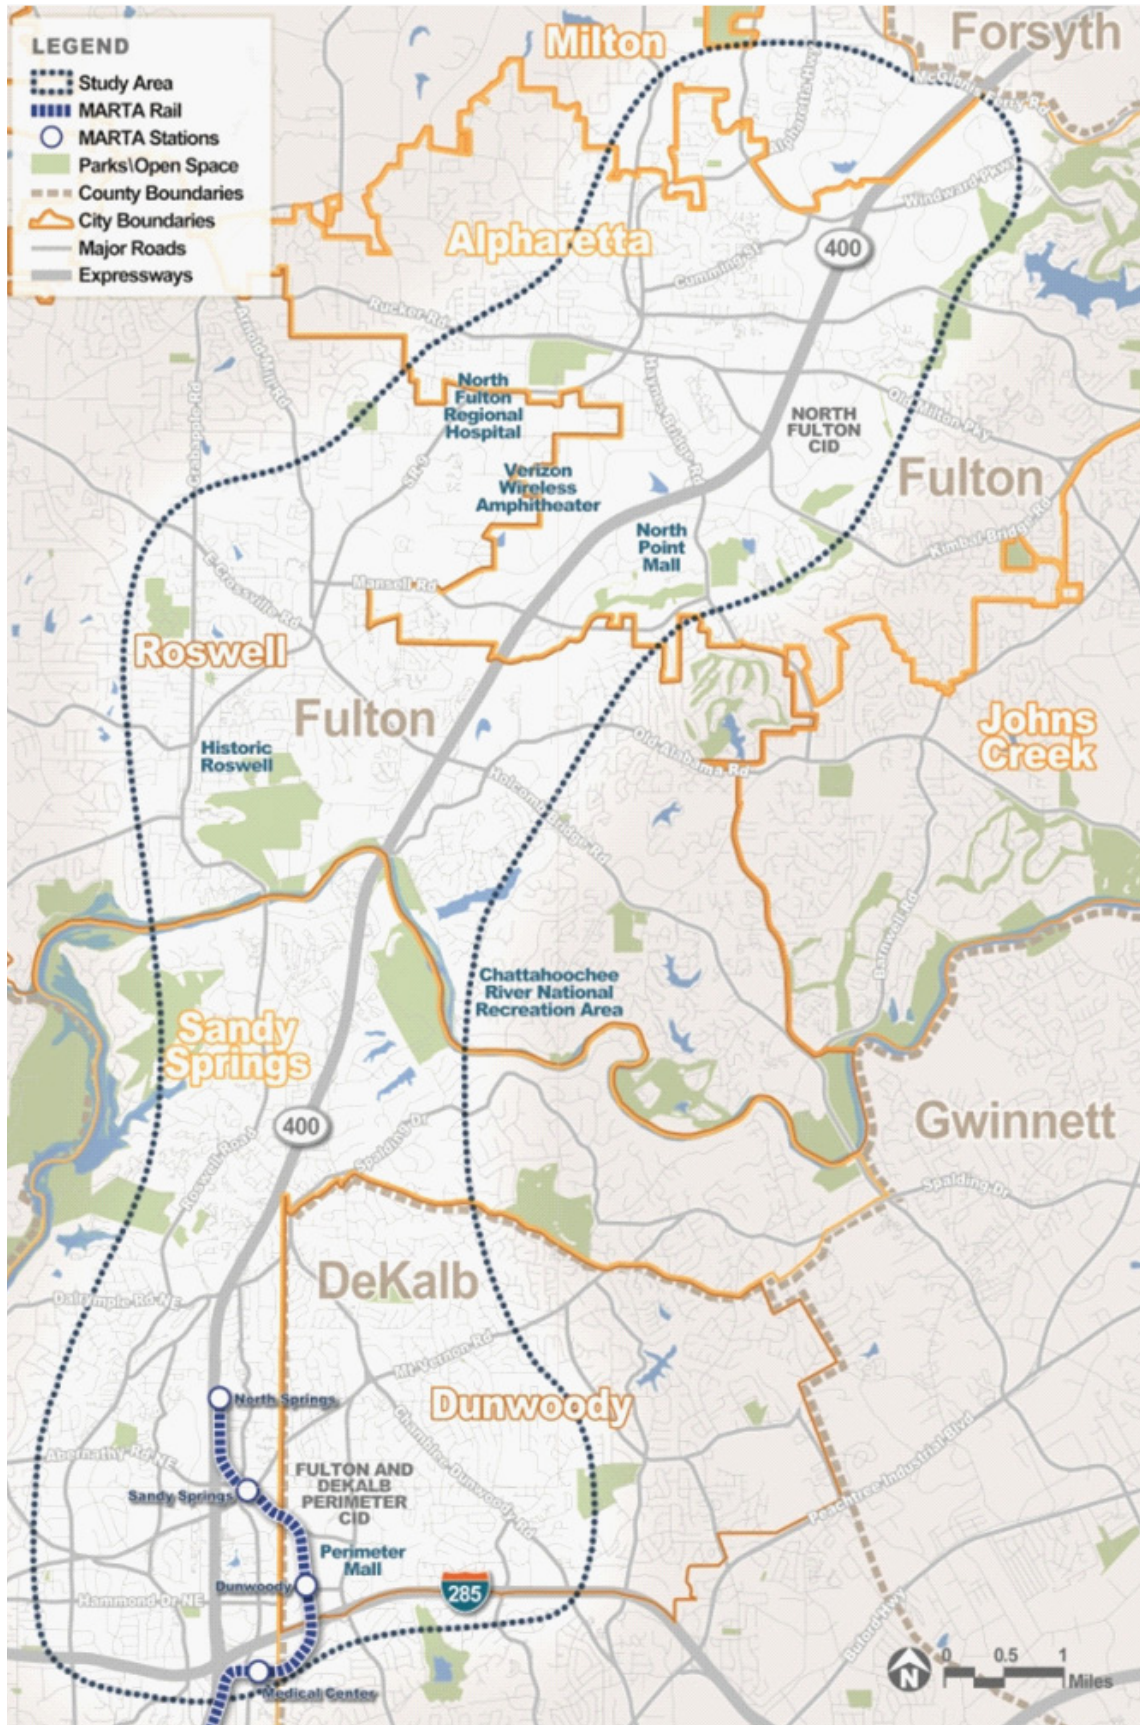 LEGEND
Study Area
MARTA Rail
MARTA Stations
Parks\Open Space
County Boundaries
City Boundaries
Major Roads
Expressways
Milton
Forsyth
McGinnis Ferry Rd
Alpharetta Hwy
Windward Pkwy
Alpharetta
400
Cumming St
Rucker Rd
Arnold Mill Rd
Crabapple Rd
North
Fulton
Regional
Hospital
Haynes Bridge Rd
Old Milton Pky
NORTH
FULTON
CID
SR 9
Verizon
Wireless
Amphitheater
Fulton
North
Point
Mall
Kimbal Bridge Rd
E Crossville Rd
Mansell Rd
Roswell
Fulton
Historic
Roswell
Old Alabama Rd
Johns
Creek
Holcomb Bridge Rd
Barnwell Rd
Chattahoochee
River National
Recreation Area
Sandy
Springs
400
Spalding Dr
Roswell Road
Gwinnett
Spalding Dr
DeKalb
Dalrymple Rd NE
Mt Vernon Rd
North Springs
Dunwoody
Chamblee Dunwoody Rd
Abernathy Rd NE
Sandy Springs
FULTON AND
DEKALB
PERIMETER
CID
Peachtree Industrial Blvd
Perimeter
Mall
Dunwoody
285
Hammond Dr NE
Buford Hwy
Medical Center
N
0 0.5 1
Miles